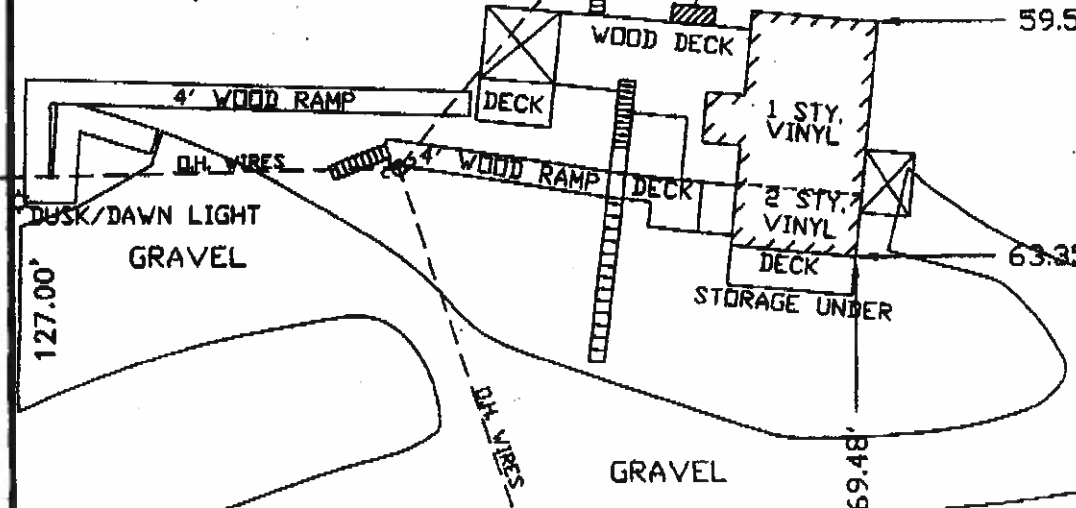 59.5
WOOD DECK
4' WOOD RAMP
DECK
1 STY.
VINYL
O.H. WIRES
4' WOOD RAMP
DECK
2 STY.
VINYL
DUSK/DAWN LIGHT
GRAVEL
63.3
DECK
STORAGE UNDER
127.00'
O.H. WIRES
69.48'
GRAVEL